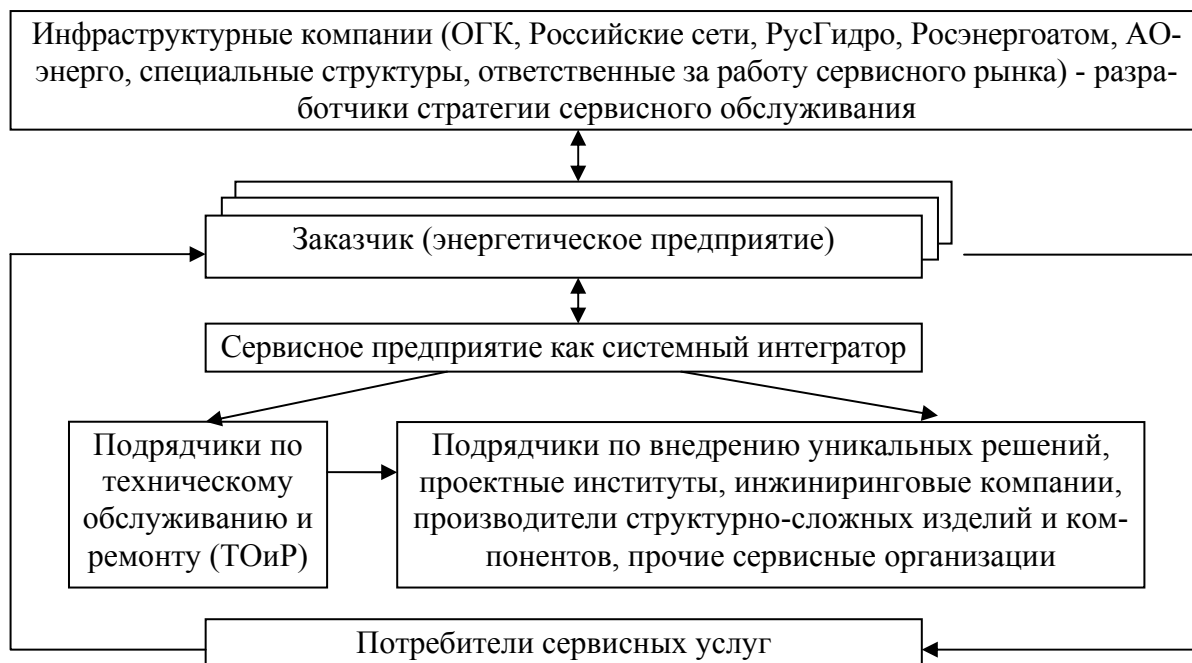 Инфраструктурные компании (ОГК, Российские сети, РусГидро, Росэнергоатом, АО-
энерго, специальные структуры, ответственные за работу сервисного рынка) - разра-
ботчики стратегии сервисного обслуживания
Заказчик (энергетическое предприятие)
Сервисное предприятие как системный интегратор
Подрядчики по
техническому
обслуживанию и
ремонту (ТОиР)
Подрядчики по внедрению уникальных решений,
проектные институты, инжиниринговые компании,
производители структурно-сложных изделий и ком-
понентов, прочие сервисные организации
Потребители сервисных услуг